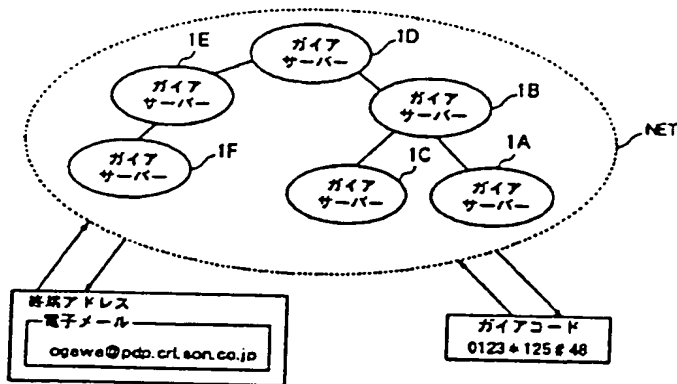 1D
ガイア
サーバー
1E
ガイア
サーバー
1B
ガイア
サーバー
NET
1F
ガイア
サーバー
1C
ガイア
サーバー
1A
ガイア
サーバー
終端アドレス
電子メール
ogawa@pdp.crl.son.co.jp
ガイアコード
0123*125#48